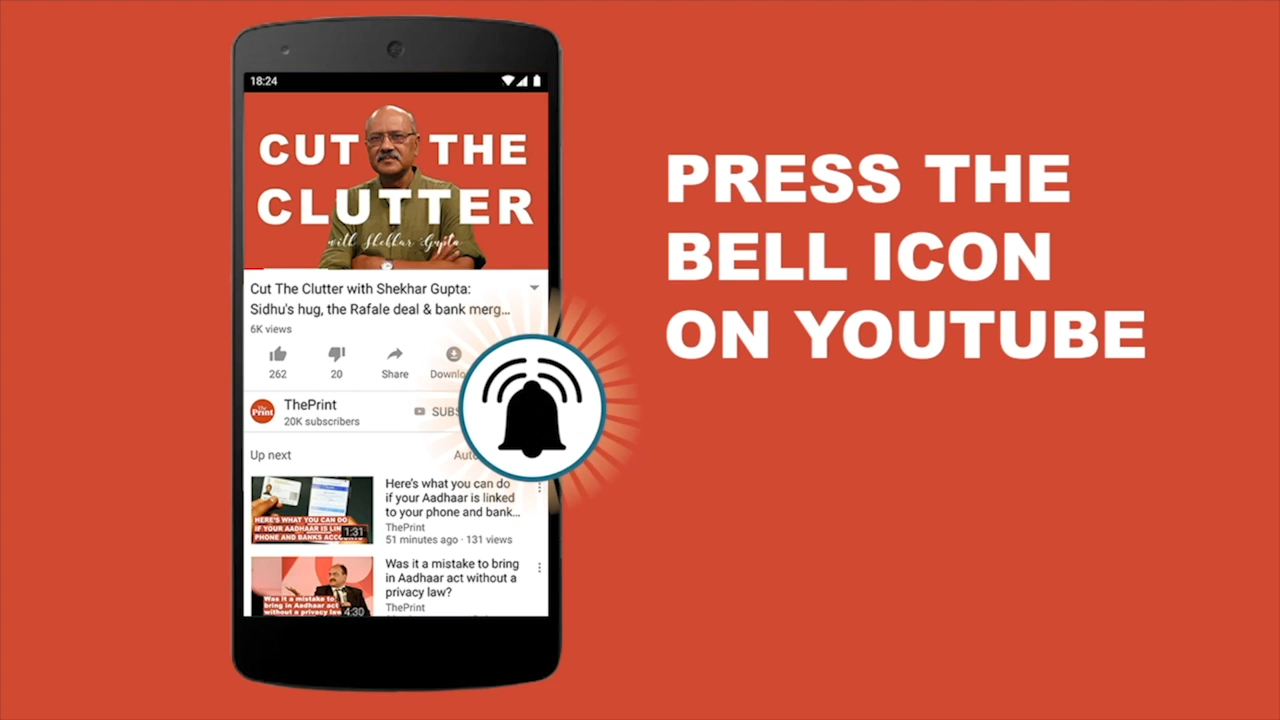 18:24
CUT THE
CLUTTER
with Shekhar Gupta
Cut The Clutter with Shekhar Gupta:
Sidhu's hug, the Rafale deal & bank merg...
6K views
262
20
Share
Downlo
The Print
ThePrint
20K subscribers
SUBS
Up next
Auto
Here's what you can do
if your Aadhaar is linked
to your phone and bank...
ThePrint
51 minutes ago · 131 views
HERE'S WHAT YOU CAN DO
IF YOUR AADHAAR IS LIN
PHONE AND BANKS ACCOUNTS
1:31
Was it a mistake to bring
in Aadhaar act without a
privacy law?
ThePrint
Was it a mistake to
bring in Aadhar act
without a privacy law
4:30
PRESS THE
BELL ICON
ON YOUTUBE